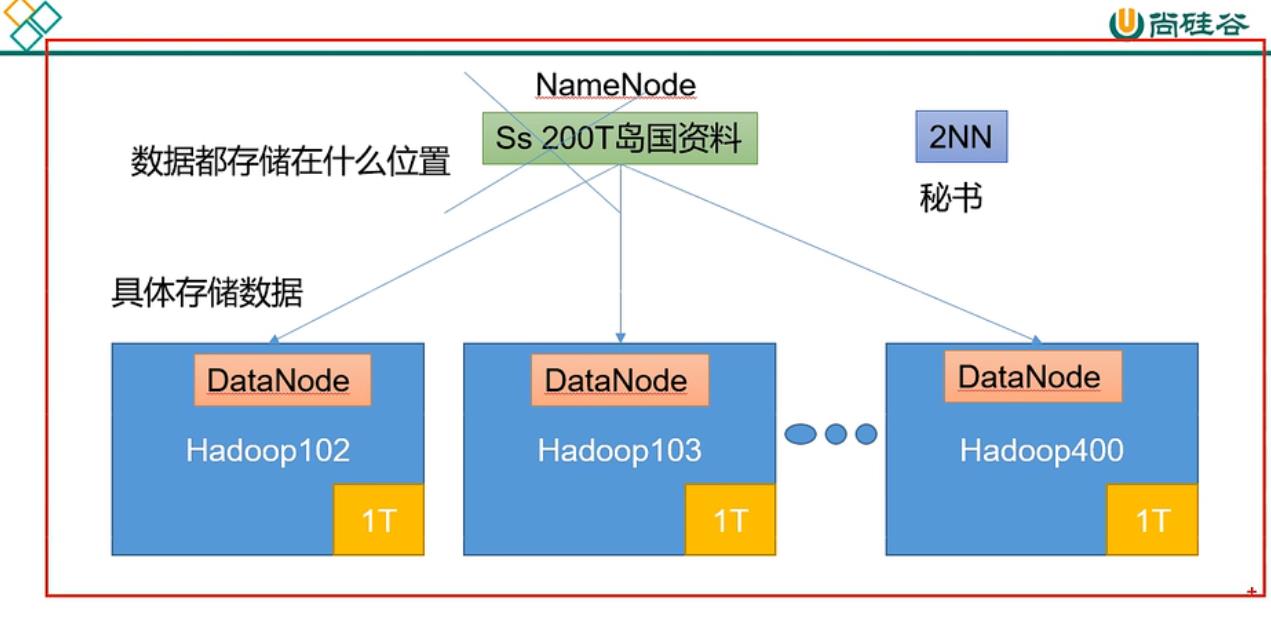 尚硅谷
NameNode
Ss 200T岛国资料
2NN
数据都存储在什么位置
秘书
具体存储数据
DataNode
DataNode
DataNode
Hadoop102
Hadoop103
Hadoop400
1T
1T
1T